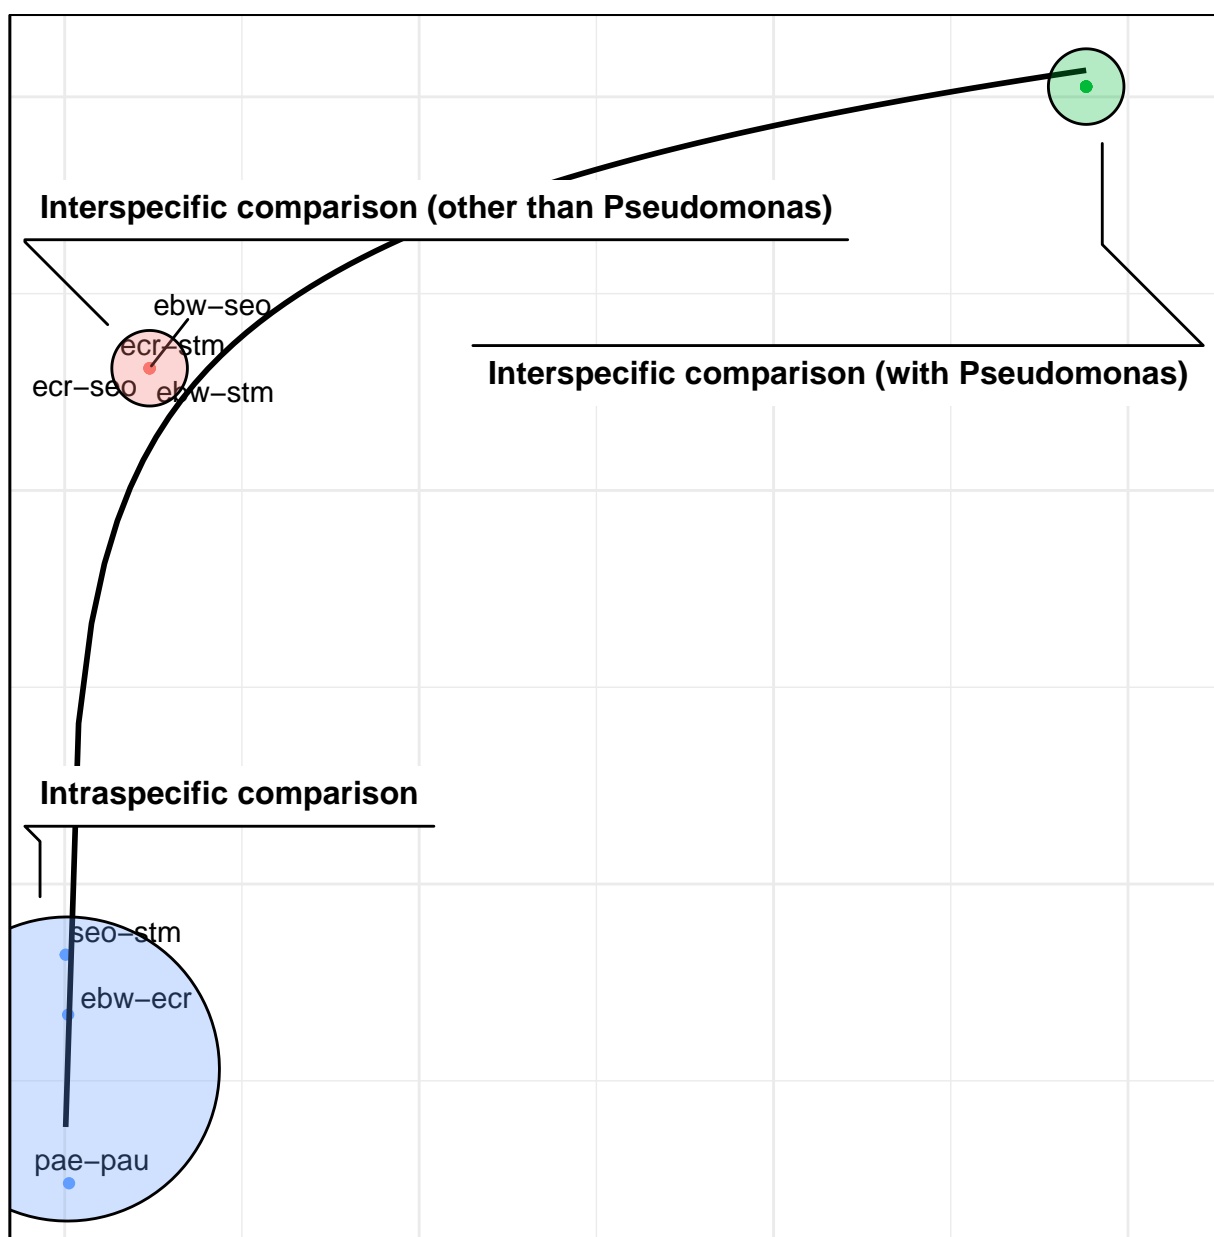 Interspecific comparison (other than Pseudomonas)
ebw−seo
ecr−stm
ecr−seo
ebw−stm
Interspecific comparison (with Pseudomonas)
Intraspecific comparison
seo−stm
ebw−ecr
pae−pau